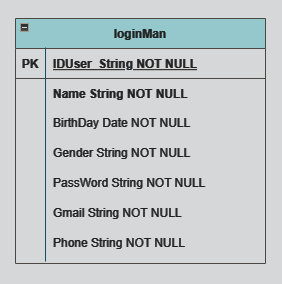 loginMan
PK IDUser String NOT NULL
Name String NOT NULL
BirthDay Date NOT NULL
Gender String NOT NULL
PassWord String NOT NULL
Gmail String NOT NULL
Phone String NOT NULL